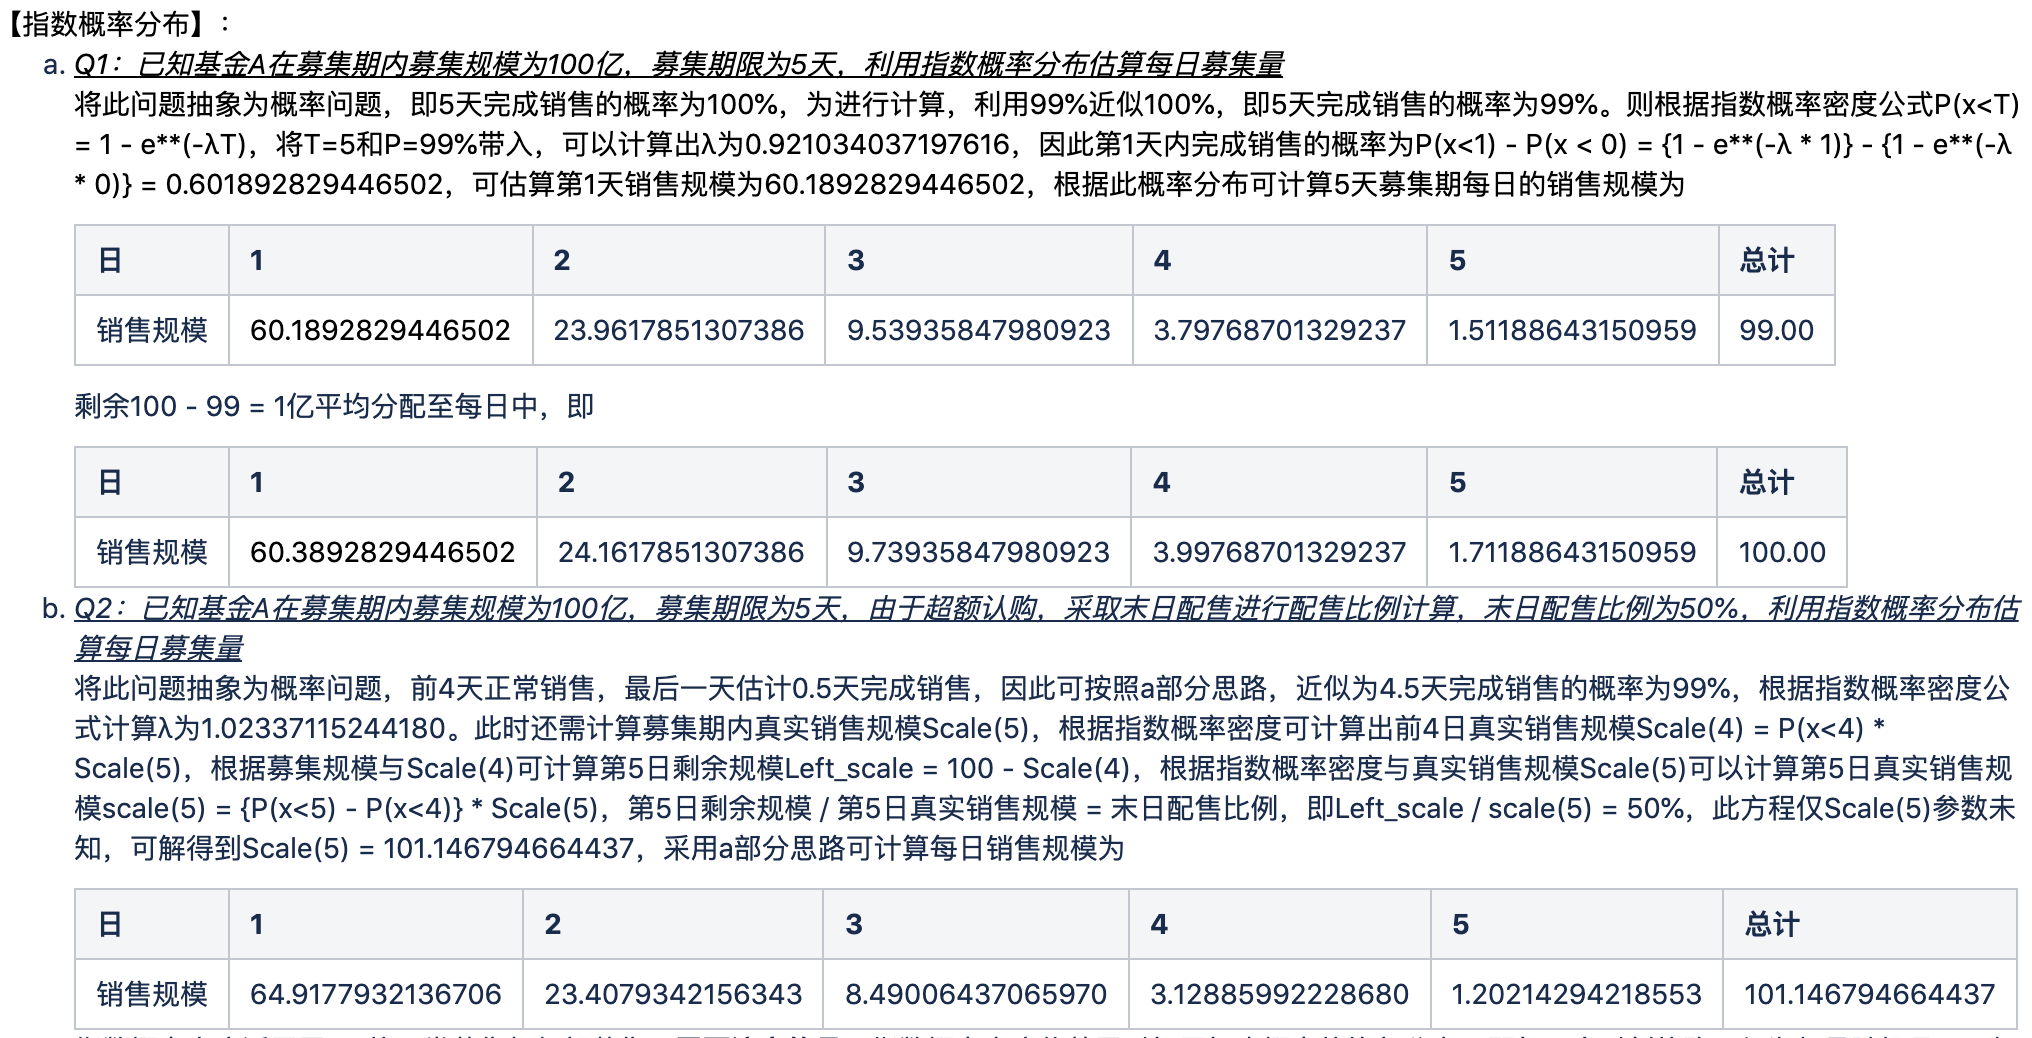 【指数概率分布】：
a. Q1：已知基金A在募集期内募集规模为100亿，募集期限为5天，利用指数概率分布估算每日募集量
将此问题抽象为概率问题，即5天完成销售的概率为100%，为进行计算，利用99%近似100%，即5天完成销售的概率为99%。则根据指数概率密度公式P(x<T)
= 1 - e**(-λT)，将T=5和P=99%带入，可以计算出λ为0.921034037197616，因此第1天内完成销售的概率为P(x<1) - P(x < 0) = {1 - e**(-λ * 1)} - {1 - e**(-λ
* 0)} = 0.601892829446502，可估算第1天销售规模为60.1892829446502，根据此概率分布可计算5天募集期每日的销售规模为
日 1 2 3 4 5 总计
销售规模 60.1892829446502 23.9617851307386 9.53935847980923 3.79768701329237 1.51188643150959 99.00
剩余100 - 99 = 1亿平均分配至每日中，即
日 1 2 3 4 5 总计
销售规模 60.3892829446502 24.1617851307386 9.73935847980923 3.99768701329237 1.71188643150959 100.00
b. Q2：已知基金A在募集期内募集规模为100亿，募集期限为5天，由于超额认购，采取末日配售进行配售比例计算，末日配售比例为50%，利用指数概率分布估
算每日募集量
将此问题抽象为概率问题，前4天正常销售，最后一天估计0.5天完成销售，因此可按照a部分思路，近似为4.5天完成销售的概率为99%，根据指数概率密度公
式计算λ为1.02337115244180。此时还需计算募集期内真实销售规模Scale(5)，根据指数概率密度可计算出前4日真实销售规模Scale(4) = P(x<4) *
Scale(5)，根据募集规模与Scale(4)可计算第5日剩余规模Left_scale = 100 - Scale(4)，根据指数概率密度与真实销售规模Scale(5)可以计算第5日真实销售规
模scale(5) = {P(x<5) - P(x<4)} * Scale(5)，第5日剩余规模 / 第5日真实销售规模 = 末日配售比例，即Left_scale / scale(5) = 50%，此方程仅Scale(5)参数未
知，可解得到Scale(5) = 101.146794664437，采用a部分思路可计算每日销售规模为
日 1 2 3 4 5 总计
销售规模 64.9177932136706 23.4079342156343 8.49006437065970 3.12885992228680 1.20214294218553 101.146794664437